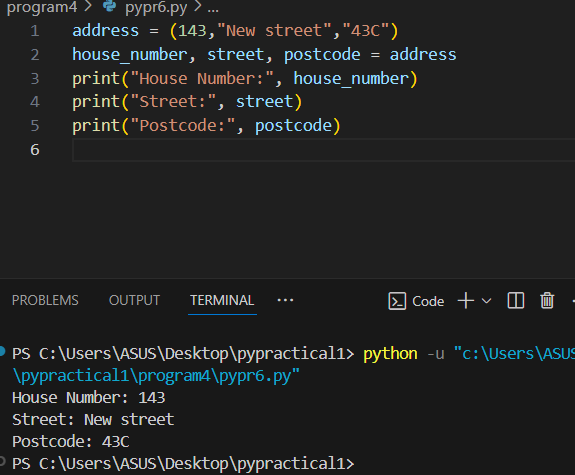 program4 > pypr6.py > ...
1 address = (143,"New street","43C")
2 house_number, street, postcode = address
3 print("House Number:", house_number)
4 print("Street:", street)
5 print("Postcode:", postcode)
6
PROBLEMS OUTPUT TERMINAL ... Code
PS C:\Users\ASUS\Desktop\pypractical1> python -u "c:\Users\ASUS
\pypractical1\program4\pypr6.py"
House Number: 143
Street: New street
Postcode: 43C
PS C:\Users\ASUS\Desktop\pypractical1>